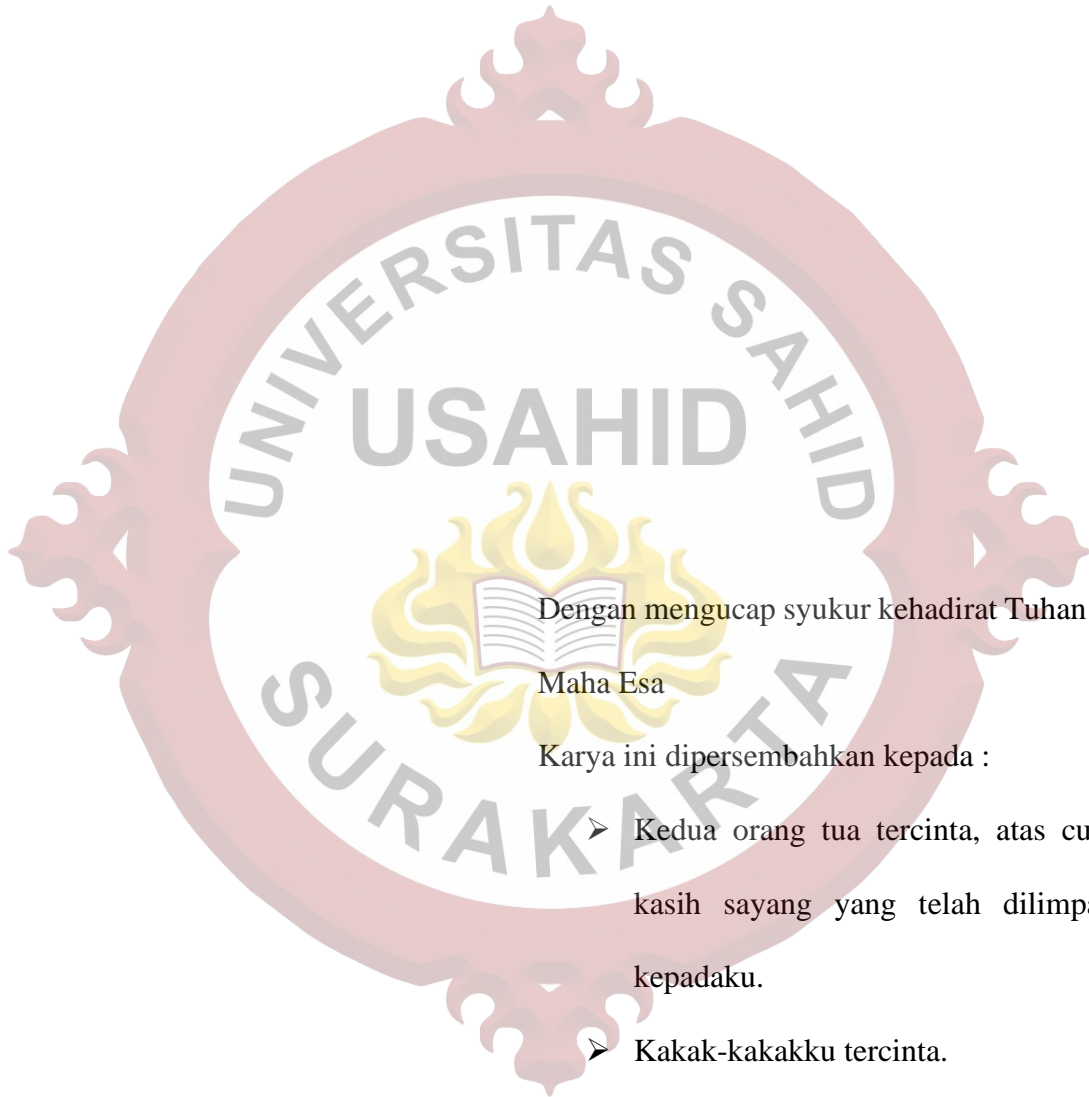 UNIVERSITAS SAHID
USAHID
Dengan mengucap syukur kehadirat Tuhan
Maha Esa
Karya ini dipersembahkan kepada :
➢ Kedua orang tua tercinta, atas
kasih sayang yang telah
kepadaku.
➢ Kakak-kakakku tercinta.
SURAKARTA